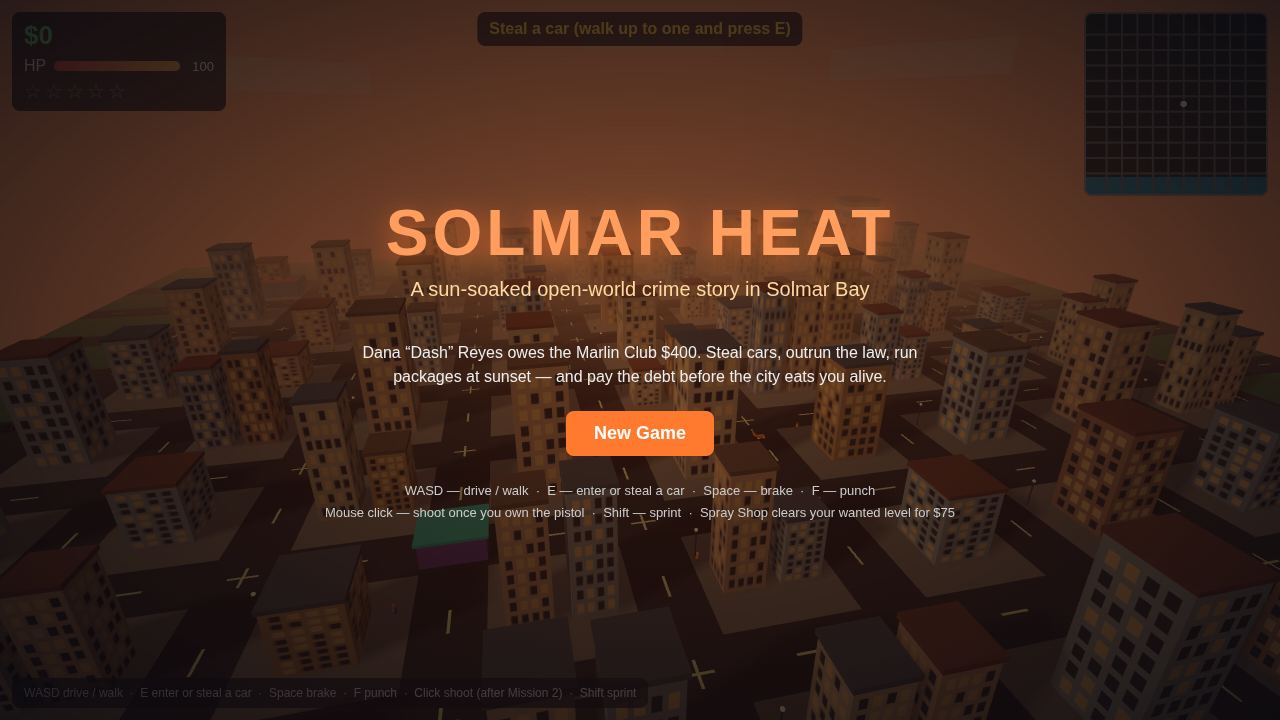 $0
HP 100
☆☆☆☆☆
Steal a car (walk up to one and press E)
SOLMAR HEAT
A sun-soaked open-world crime story in Solmar Bay
Dana “Dash” Reyes owes the Marlin Club $400. Steal cars, outrun the law, run
packages at sunset — and pay the debt before the city eats you alive.
New Game
WASD — drive / walk · E — enter or steal a car · Space — brake · F — punch
Mouse click — shoot once you own the pistol · Shift — sprint · Spray Shop clears your wanted level for $75
WASD drive / walk · E enter or steal a car · Space brake · F punch · Click shoot (after Mission 2) · Shift sprint